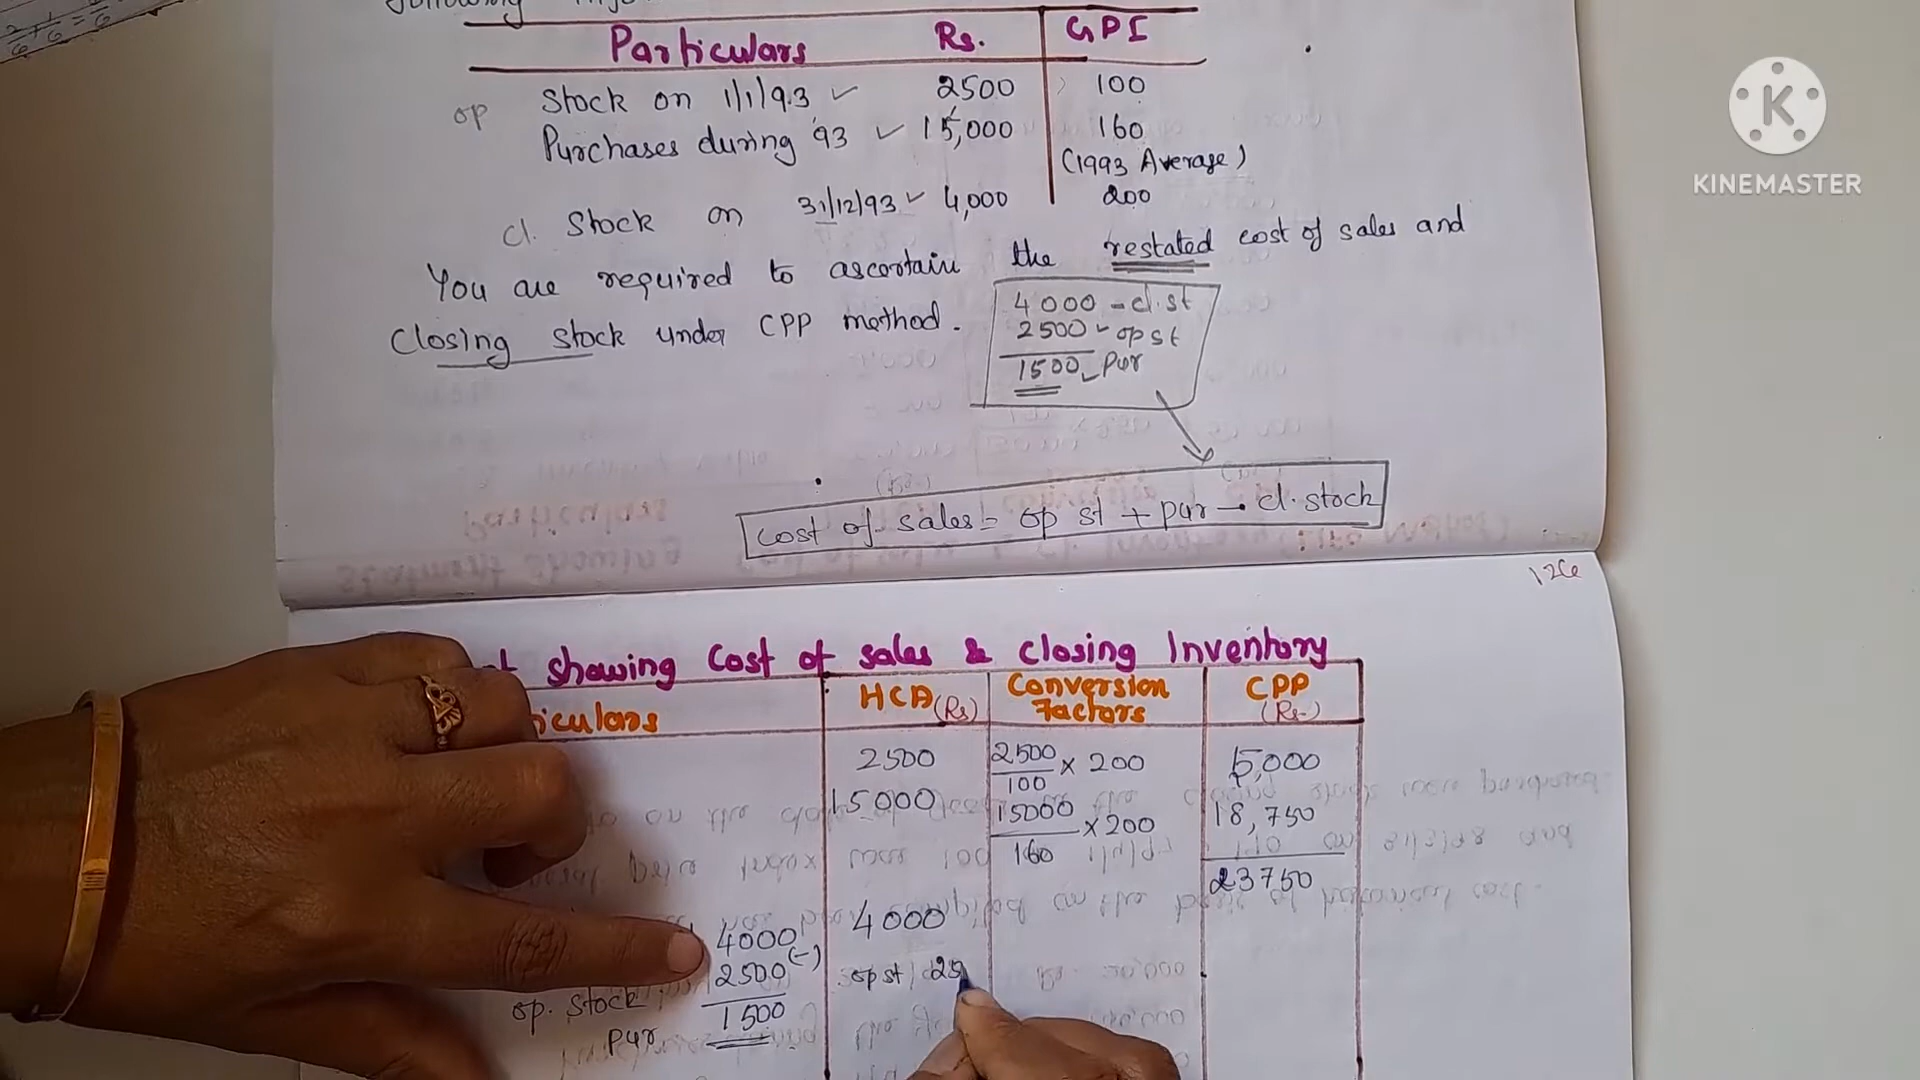 Particulars Rs. GPI
op Stock on 1/1/93 2500 100
Purchases during 93 15,000 160
(1993 Average)
cl. Stock on 31/12/93 4,000 200
You are required to ascertain the restated cost of sales and
Closing stock under CPP method.
4000 - cl.st
2500 - op st
1500 - pur
Cost of sales = op st + pur - cl. stock
126
showing Cost of sales & Closing Inventory
iculars HCA (Rs) Conversion Factors CPP (Rs.)
2500 2500/100 x 200 5,000
15000 15000/160 x 200 18,750
23750
4000 4000
2500 (-) op st 25
op. stock
1500
pur
K
KINEMASTER